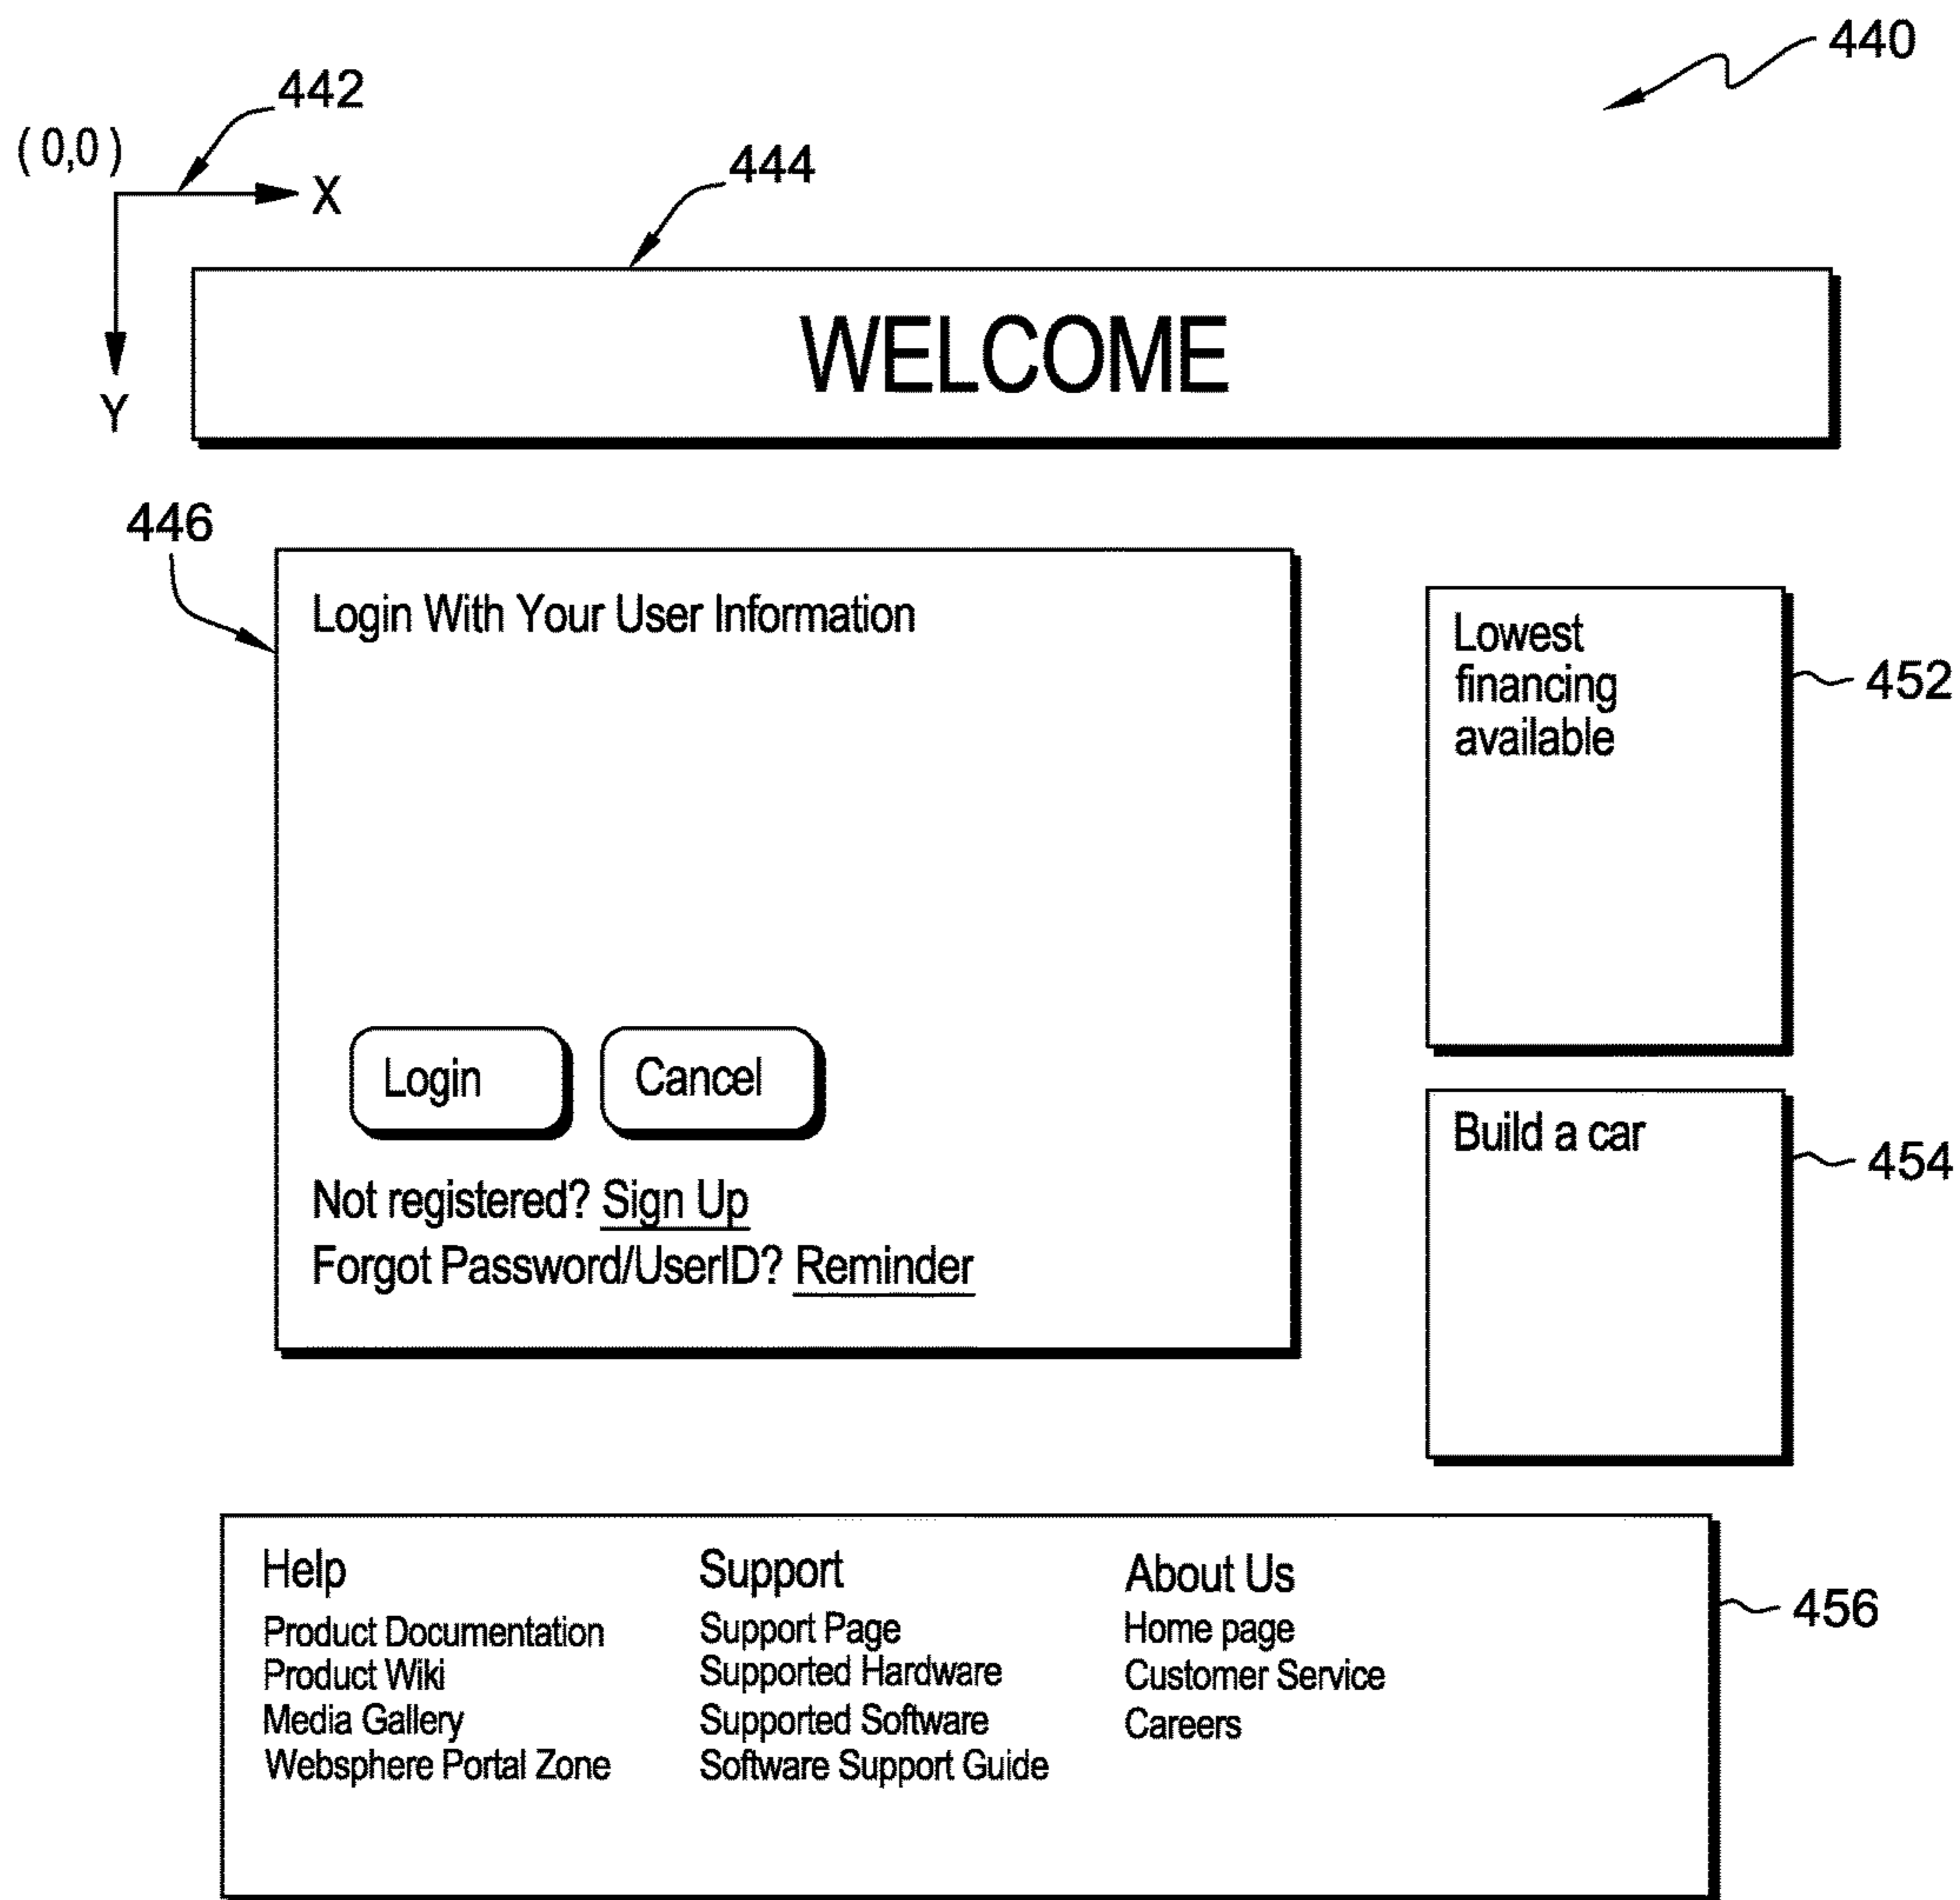 440
442
( 0,0 )
X
444
Y
WELCOME
446
Login With Your User Information
Lowest
financing
available
452
Login
Cancel
Build a car
454
Not registered? Sign Up
Forgot Password/UserID? Reminder
Help
Product Documentation
Product Wiki
Media Gallery
Websphere Portal Zone
Support
Support Page
Supported Hardware
Supported Software
Software Support Guide
About Us
Home page
Customer Service
Careers
456